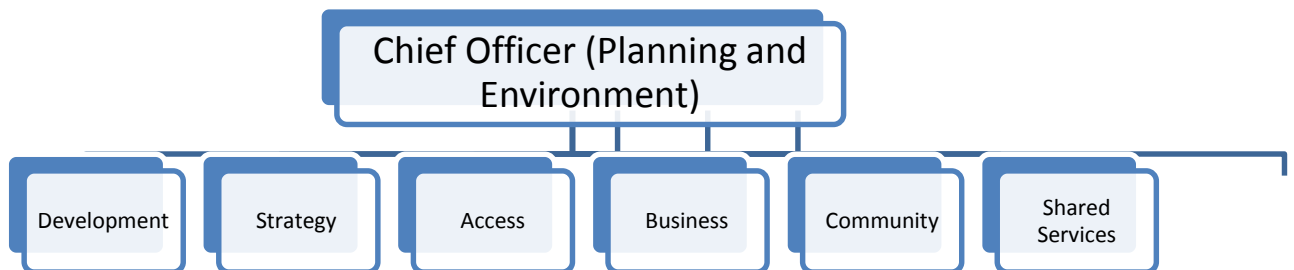 Chief Officer (Planning and
Environment)
Development
Strategy
Access
Business
Community
Shared
Services